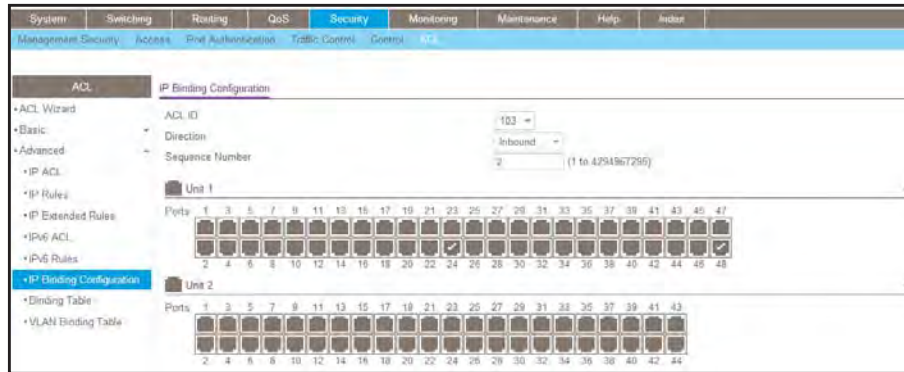 System Switching Routing QoS Security Monitoring Maintenance Help Index
Management Security Access Port Authentication Traffic Control Control ACL
ACL
IP Binding Configuration
•ACL Wizard
•Basic
•Advanced
•IP ACL
•IP Rules
•IP Extended Rules
•IPv6 ACL
•IPv6 Rules
•IP Binding Configuration
•Binding Table
•VLAN Binding Table
ACL ID 103
Direction Inbound
Sequence Number 2 (1 to 4294967295)
Unit 1
Ports 1 3 5 7 9 11 13 15 17 19 21 23 25 27 29 31 33 35 37 39 41 43 45 47
2 4 6 8 10 12 14 16 18 20 22 24 26 28 30 32 34 36 38 40 42 44 46 48
Unit 2
Ports 1 3 5 7 9 11 13 15 17 19 21 23 25 27 29 31 33 35 37 39 41 43
2 4 6 8 10 12 14 16 18 20 22 24 26 28 30 32 34 36 38 40 42 44